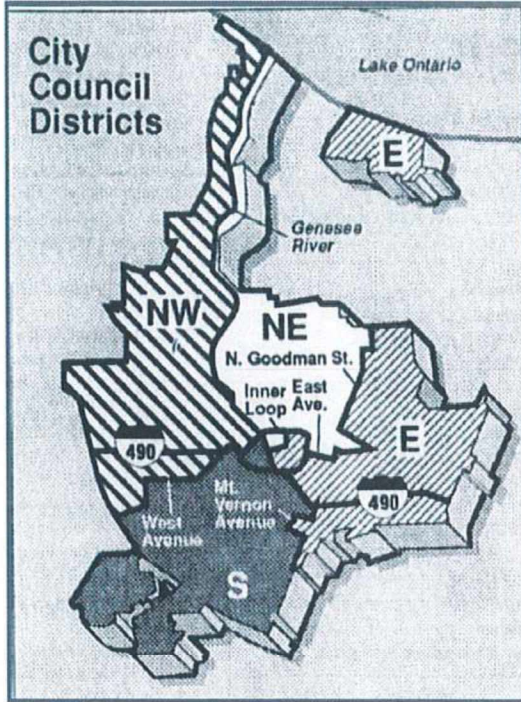 City
Council
Districts
Lake Ontario
E
Genesee
River
NW
NE
N. Goodman St.
Inner
Loop
East
Ave.
E
490
490
Mt.
Vernon
Avenue
West
Avenue
S